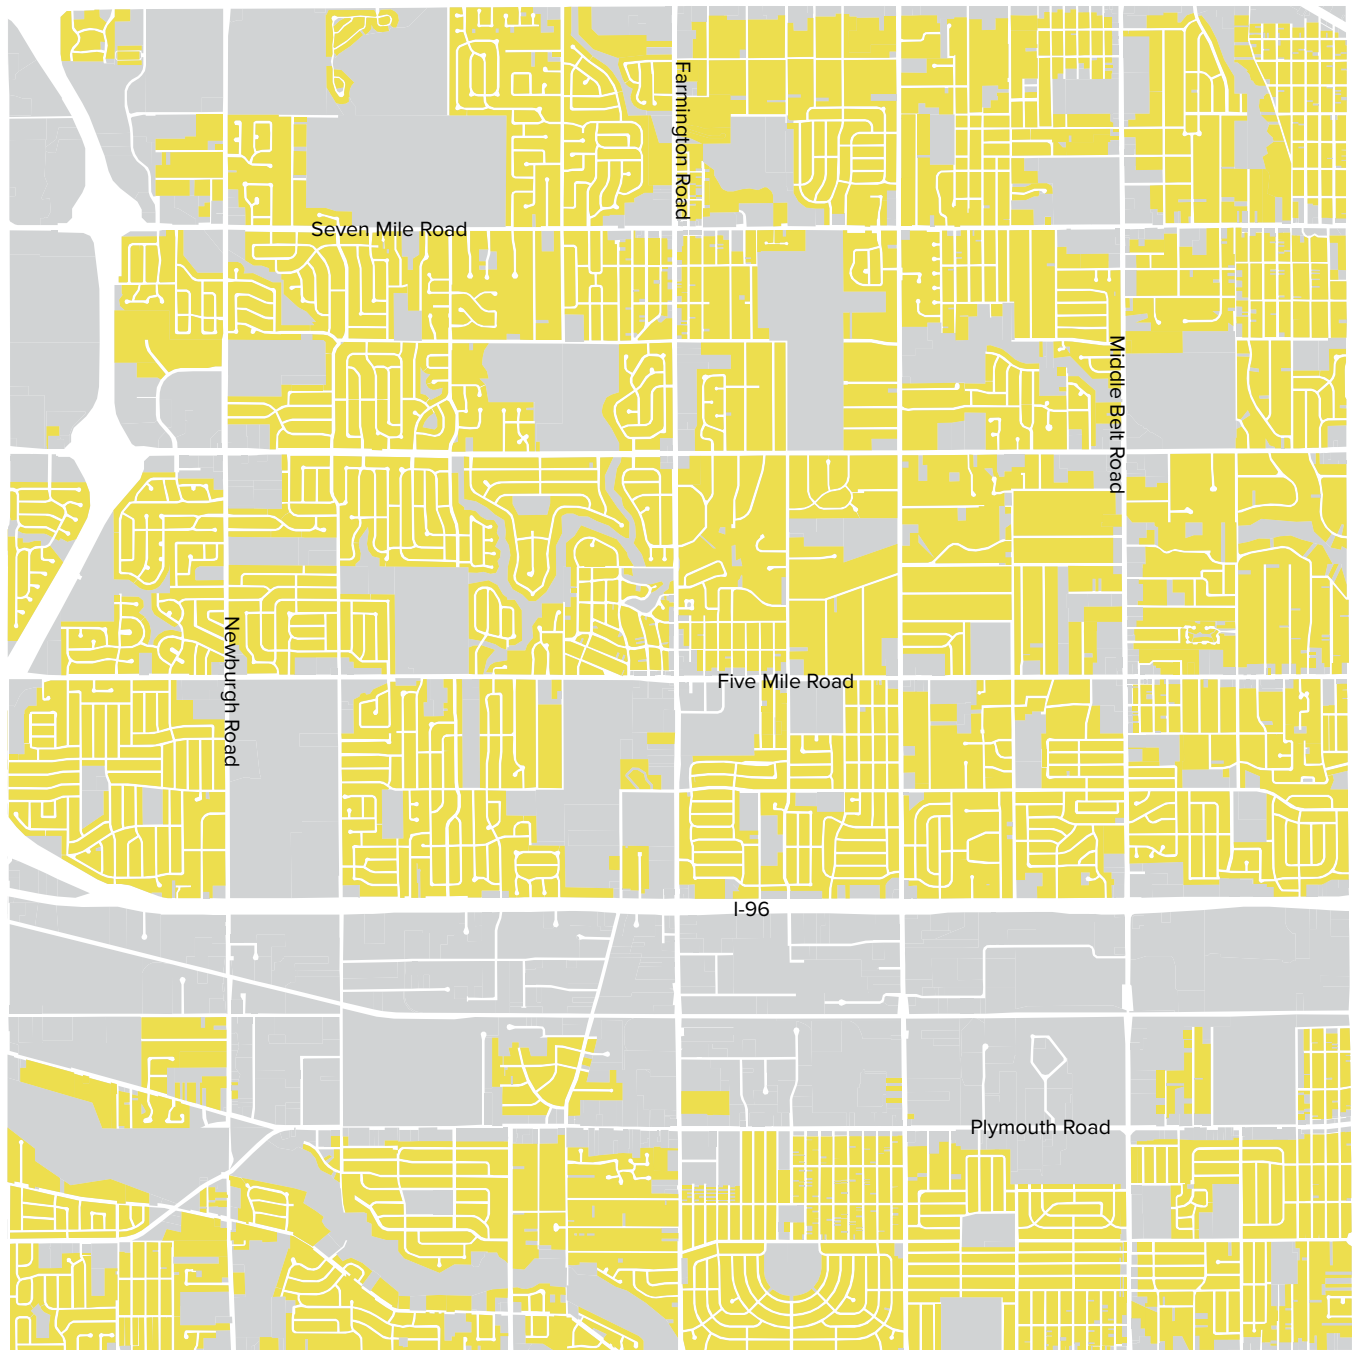 Farmington Road
Seven Mile Road
Middle Belt Road
Newburgh Road
Five Mile Road
I-96
Plymouth Road